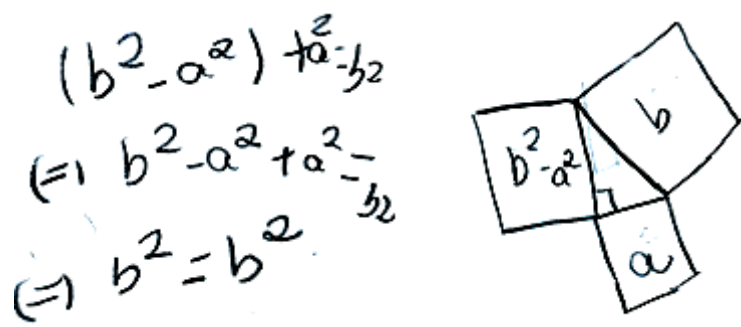 (b²-a²) +a²=b2
(=) b²-a²+a²=b2
(=) b²=b²
b²-a²
b
a